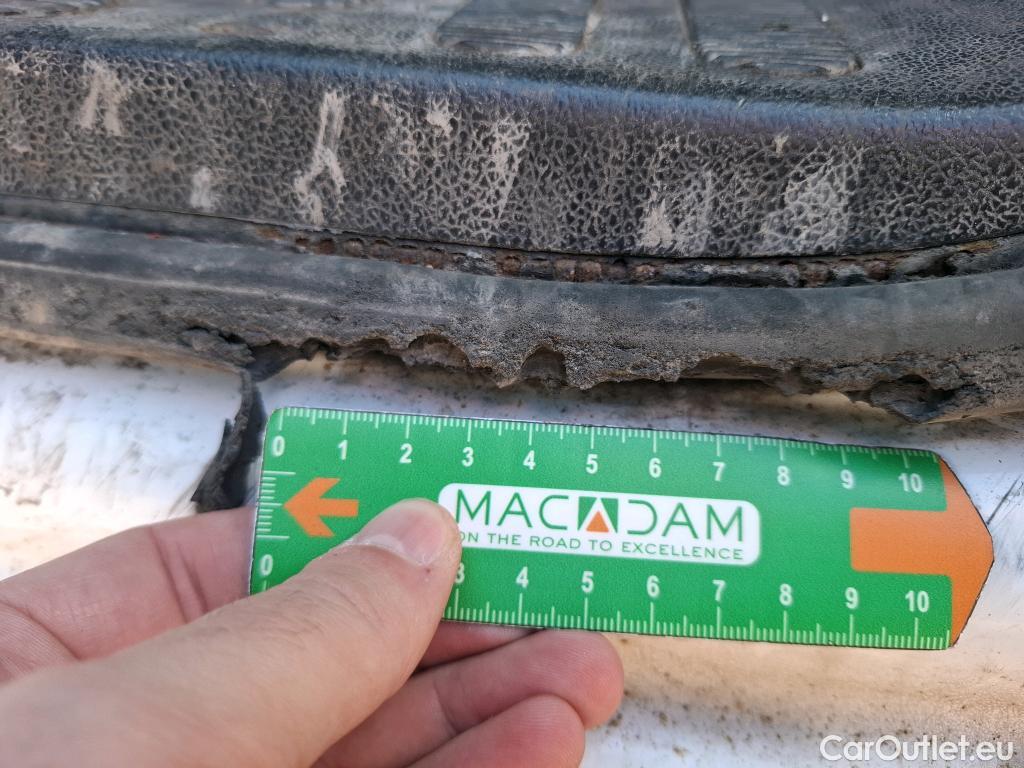 0 1 2 3 4 5 6 7 8 9 10
MACADAM
ON THE ROAD TO EXCELLENCE
0 3 4 5 6 7 8 9 10
CarOutlet.eu